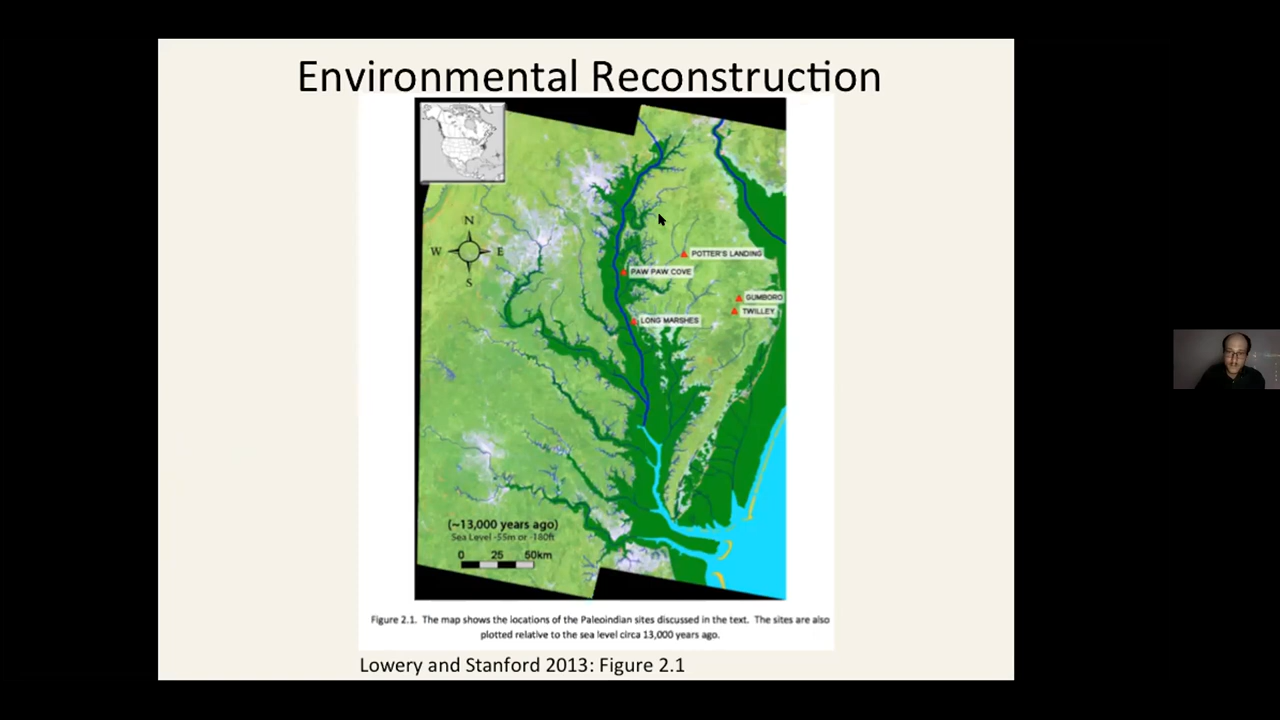 Environmental Reconstruction
N
W E
S
POTTER'S LANDING
PAW PAW COVE
GUMBORO
TWILLEY
LONG MARSHES
(~13,000 years ago)
Sea Level -55m or -180ft
0 25 50km
Figure 2.1. The map shows the locations of the Paleoindian sites discussed in the text. The sites are also
plotted relative to the sea level circa 13,000 years ago.
Lowery and Stanford 2013: Figure 2.1